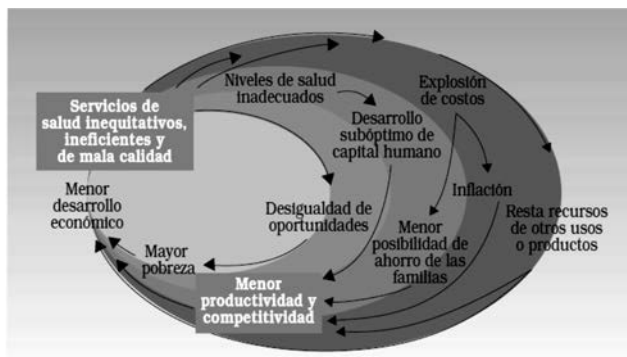 Niveles de salud
inadecuados
Explosión
de costos
Servicios de
salud inequitativos,
ineficientes y
de mala calidad
Desarrollo
subóptimo de
capital humano
Menor
desarrollo
económico
Inflación
Desigualdad de
oportunidades
Resta recursos
de otros usos
o productos
Menor
posibilidad de
ahorro de las
familias
Mayor
pobreza
Menor
productividad y
competitividad